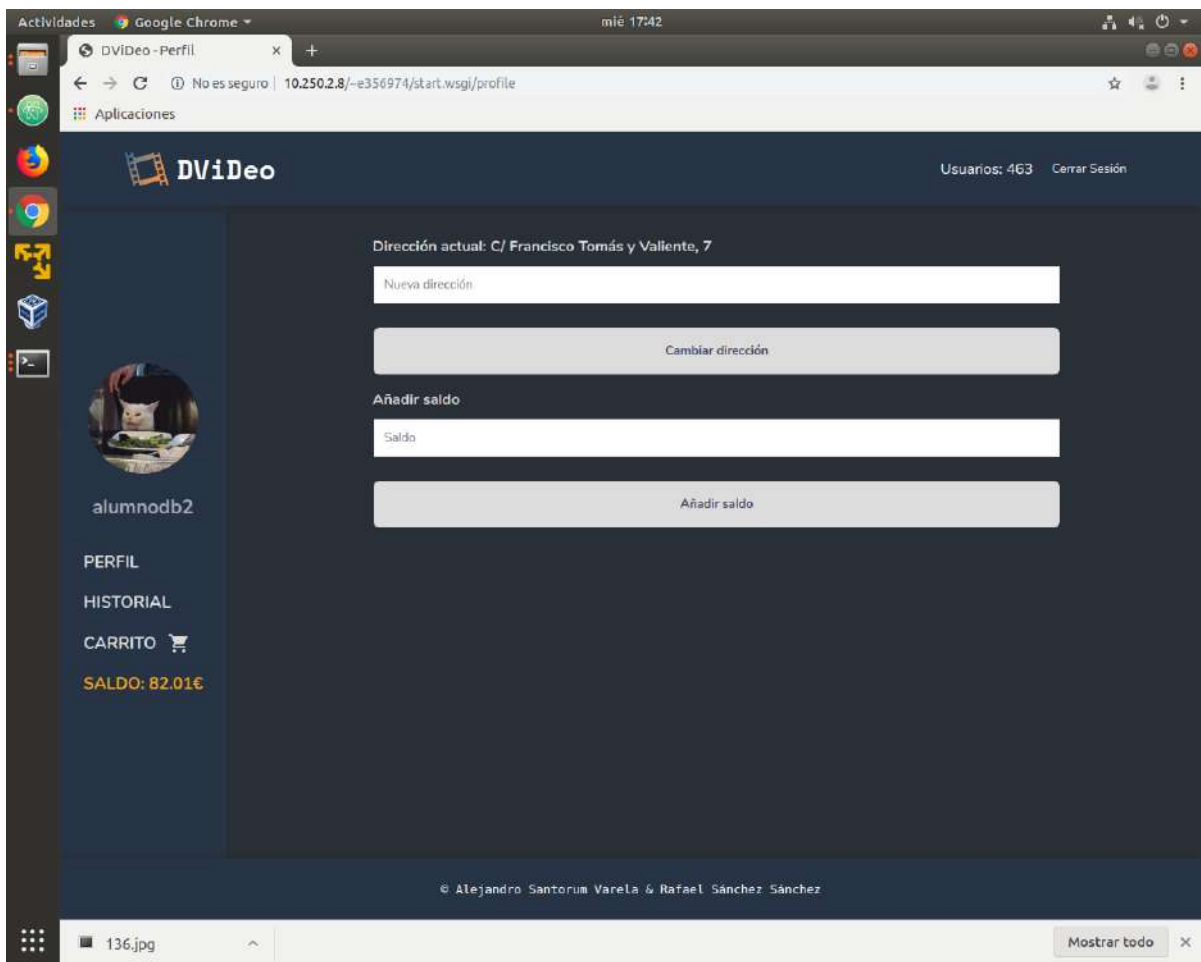 Actividades Google Chrome mié 17:42
DViDeo - Perfil
No es seguro 10.250.2.8/~e356974/start.wsgi/profile
Aplicaciones
DViDeo Usuarios: 463 Cerrar Sesión
Dirección actual: C/ Francisco Tomás y Valiente, 7
Nueva dirección
Cambiar dirección
Añadir saldo
Saldo
Añadir saldo
alumnodb2
PERFIL
HISTORIAL
CARRITO
SALDO: 82.01€
© Alejandro Santorum Varela & Rafael Sánchez Sánchez
136.jpg Mostrar todo